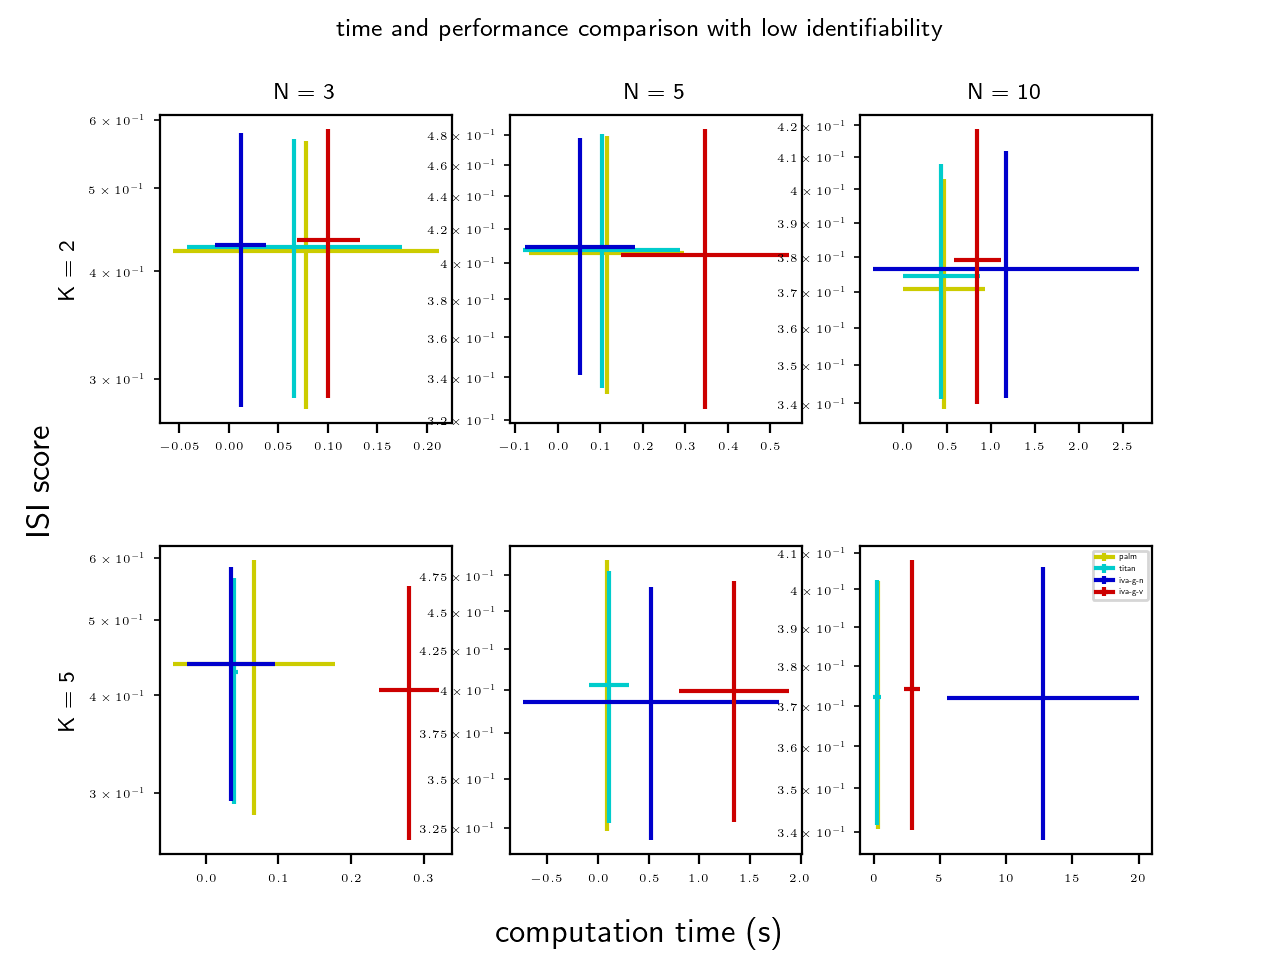 time and performance comparison with low identifiability
N = 3
N = 5
N = 10
ISI score
K = 2
6 × 10⁻¹
5 × 10⁻¹
4 × 10⁻¹
3 × 10⁻¹
−0.05 0.00 0.05 0.10 0.15 0.20
4.8 × 10⁻¹
4.6 × 10⁻¹
4.4 × 10⁻¹
4.2 × 10⁻¹
4 × 10⁻¹
3.8 × 10⁻¹
3.6 × 10⁻¹
3.4 × 10⁻¹
3.2 × 10⁻¹
−0.1 0.0 0.1 0.2 0.3 0.4 0.5
4.2 × 10⁻¹
4.1 × 10⁻¹
4 × 10⁻¹
3.9 × 10⁻¹
3.8 × 10⁻¹
3.7 × 10⁻¹
3.6 × 10⁻¹
3.5 × 10⁻¹
3.4 × 10⁻¹
0.0 0.5 1.0 1.5 2.0 2.5
K = 5
6 × 10⁻¹
5 × 10⁻¹
4 × 10⁻¹
3 × 10⁻¹
0.0 0.1 0.2 0.3
4.75 × 10⁻¹
4.5 × 10⁻¹
4.25 × 10⁻¹
4 × 10⁻¹
3.75 × 10⁻¹
3.5 × 10⁻¹
3.25 × 10⁻¹
−0.5 0.0 0.5 1.0 1.5 2.0
4.1 × 10⁻¹
4 × 10⁻¹
3.9 × 10⁻¹
3.8 × 10⁻¹
3.7 × 10⁻¹
3.6 × 10⁻¹
3.5 × 10⁻¹
3.4 × 10⁻¹
0 5 10 15 20
palm
titan
iva-g-n
iva-g-v
computation time (s)